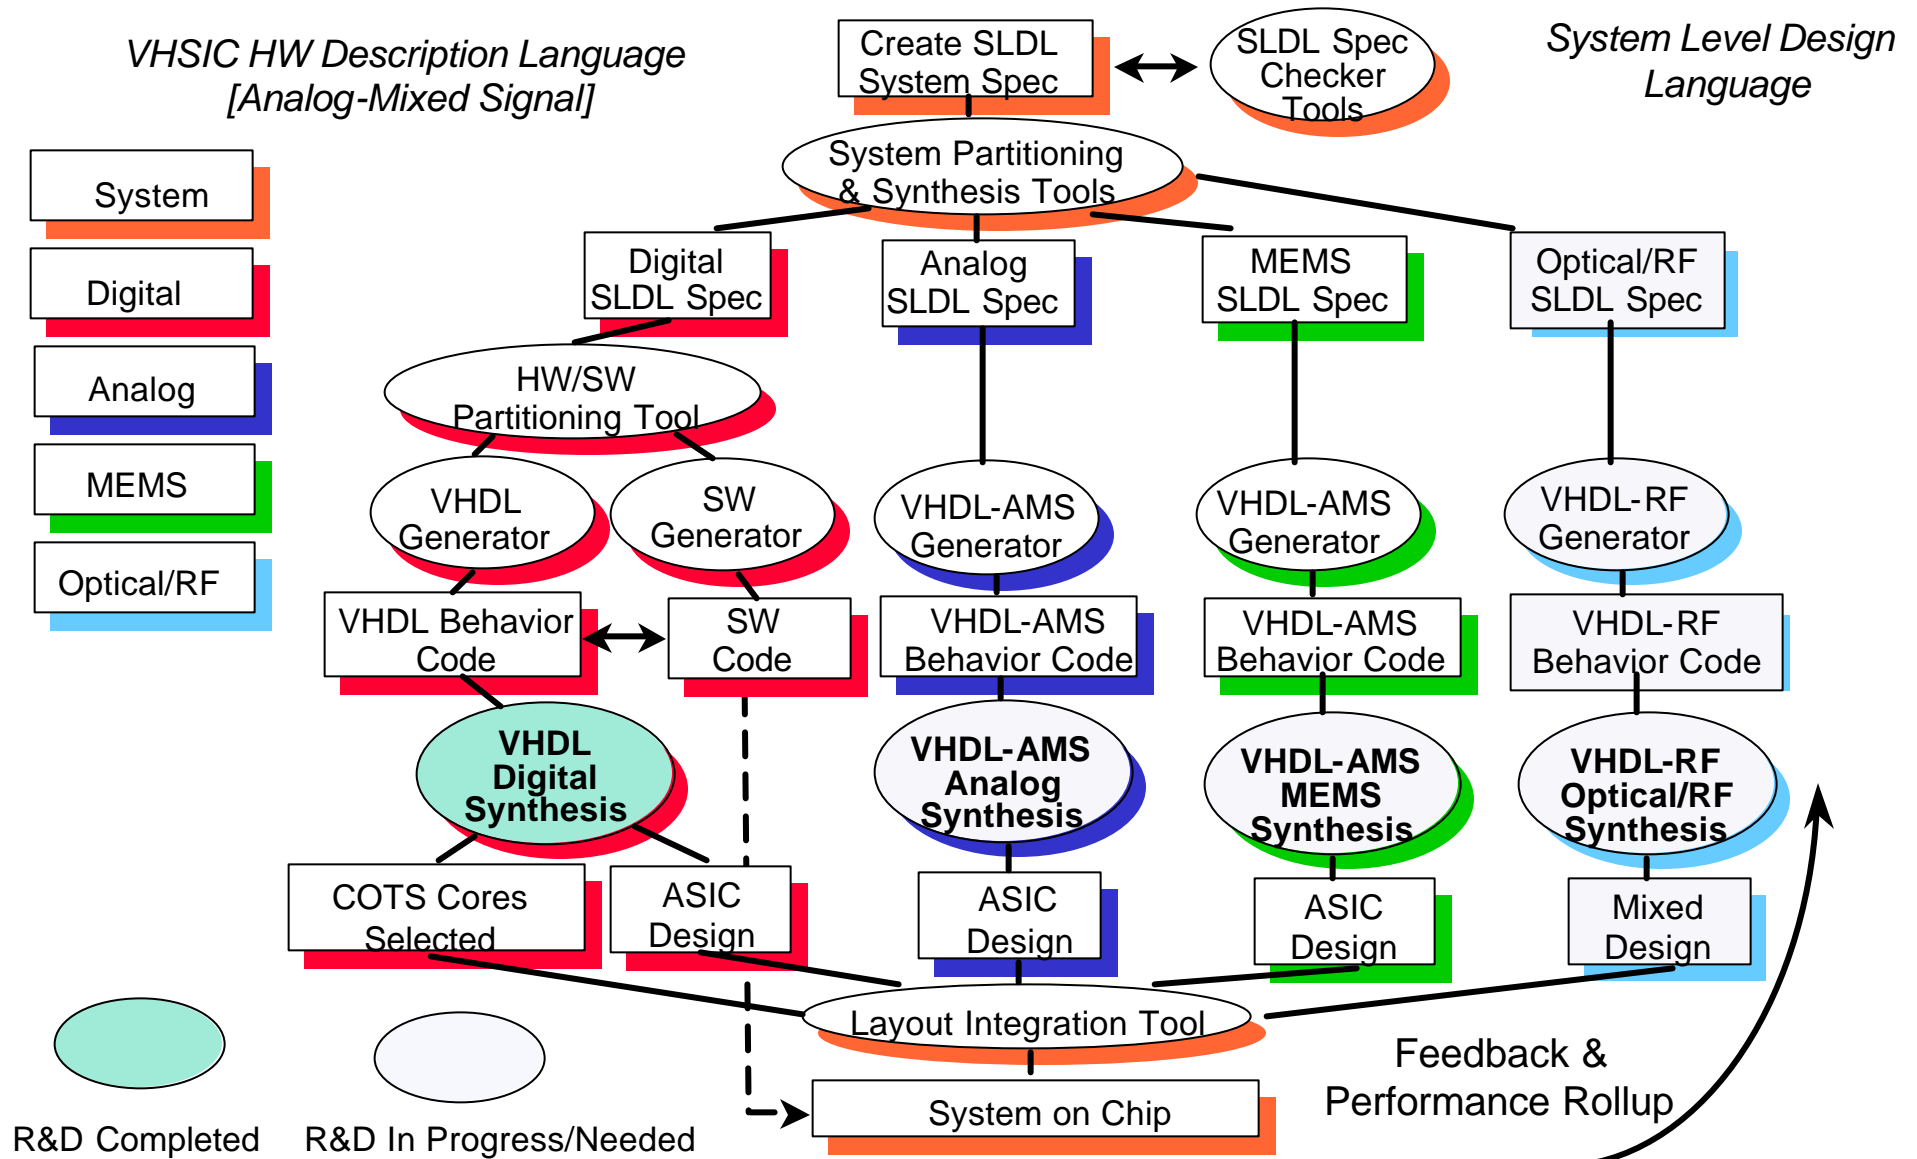 VHSIC HW Description Language
[Analog-Mixed Signal]
System Level Design
Language
Create SLDL
System Spec
SLDL Spec
Checker
Tools
System Partitioning
& Synthesis Tools
System
Digital
Analog
MEMS
Optical/RF
Digital
SLDL Spec
Analog
SLDL Spec
MEMS
SLDL Spec
Optical/RF
SLDL Spec
HW/SW
Partitioning Tool
VHDL
Generator
SW
Generator
VHDL-AMS
Generator
VHDL-AMS
Generator
VHDL-RF
Generator
VHDL Behavior
Code
SW
Code
VHDL-AMS
Behavior Code
VHDL-AMS
Behavior Code
VHDL-RF
Behavior Code
VHDL
Digital
Synthesis
VHDL-AMS
Analog
Synthesis
VHDL-AMS
MEMS
Synthesis
VHDL-RF
Optical/RF
Synthesis
COTS Cores
Selected
ASIC
Design
ASIC
Design
ASIC
Design
Mixed
Design
Layout Integration Tool
System on Chip
Feedback &
Performance Rollup
R&D Completed
R&D In Progress/Needed